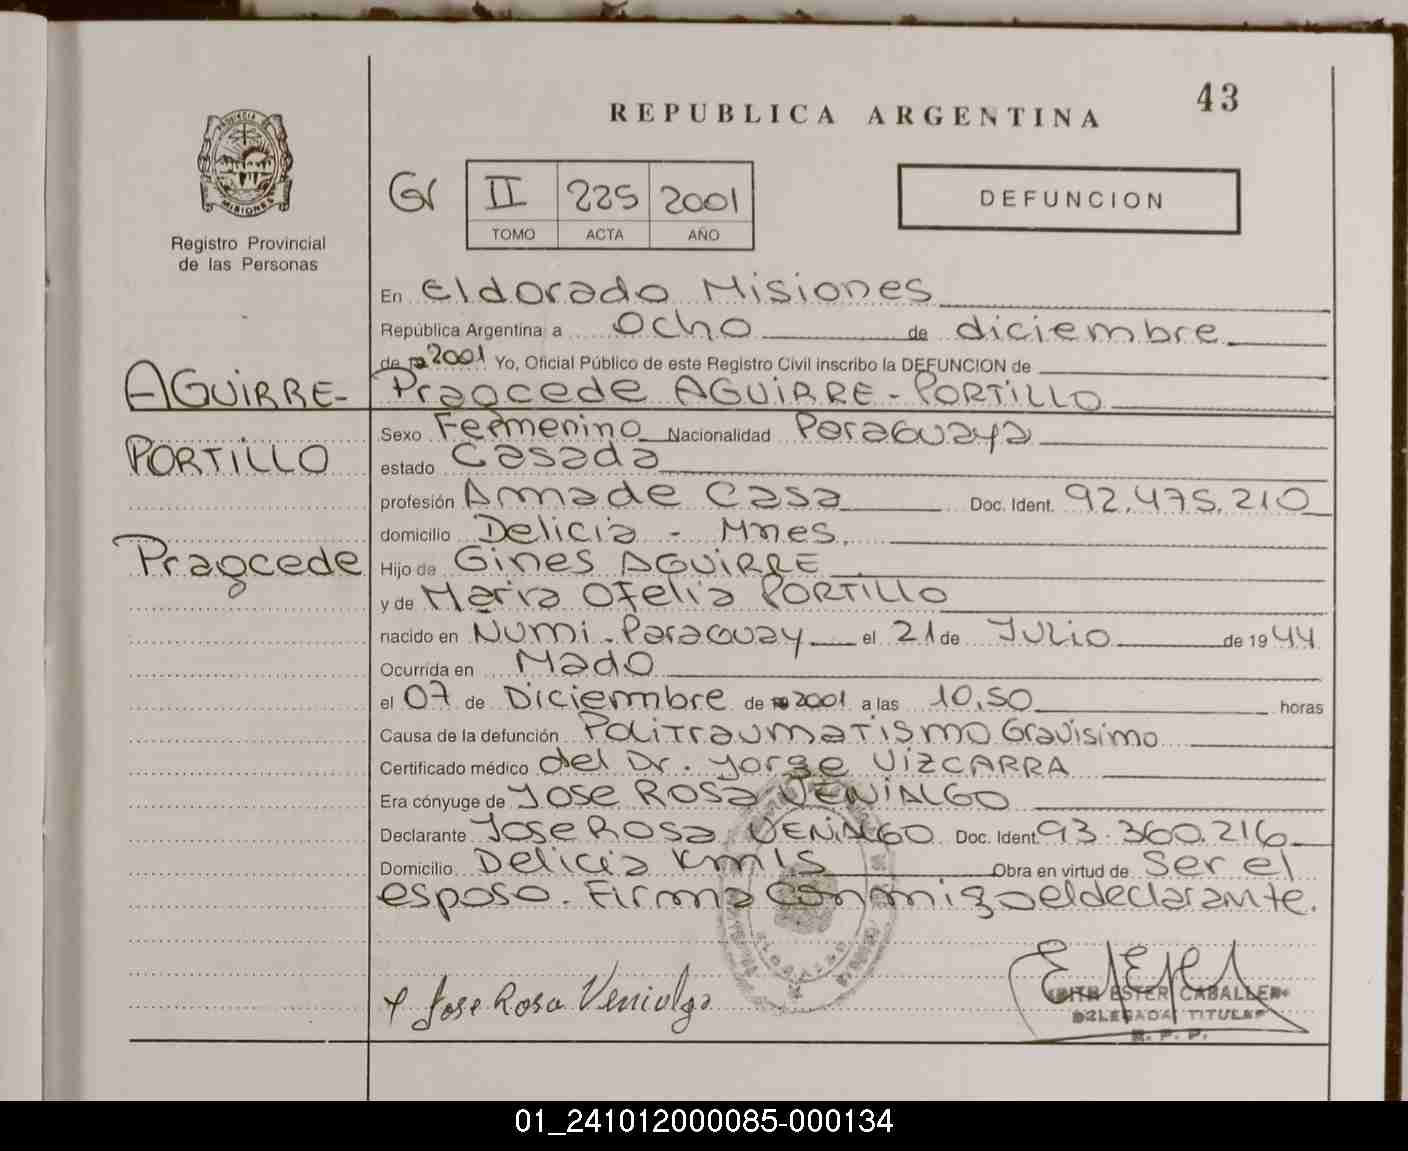 43
REPUBLICA ARGENTINA
PROVINCIA DE
MISIONES
Registro Provincial
de las Personas
Gr II 225 2001
TOMO ACTA AÑO
DEFUNCION
En Eldorado Misiones
República Argentina a ocho de diciembre
de 2001 Yo, Oficial Público de este Registro Civil inscribo la DEFUNCION de
AGUIRRE- Pragcede AGUIRRE - PORTILLO
Sexo Femenino Nacionalidad Paraguaya
PORTILLO estado Casada
profesión Amade Casa Doc. Ident. 92.475.210
domicilio Delicia - Mnes.
Pragcede Hijo de Gines AGUIRRE
y de Maria Ofelia PORTILLO
nacido en Numi - Paraguay el 21 de Julio de 1944
Ocurrida en Mado
el 07 de Diciembre de 2001 a las 10,50 horas
Causa de la defunción Politraumatismo Gravísimo
Certificado médico del Dr. Jorge VIZCARRA
Era cónyuge de Jose Rosa VENIALGO
Declarante Jose Rosa VENIALGO Doc. Ident. 93.360.216
Domicilio Delicia Km 15 Obra en virtud de Ser el
esposo. Firma conmigo el declarante.
Jose Rosa Venialgo
ESTER CABALLERO
DELEGADA TITULAR
R. P. P.
01_241012000085-000134